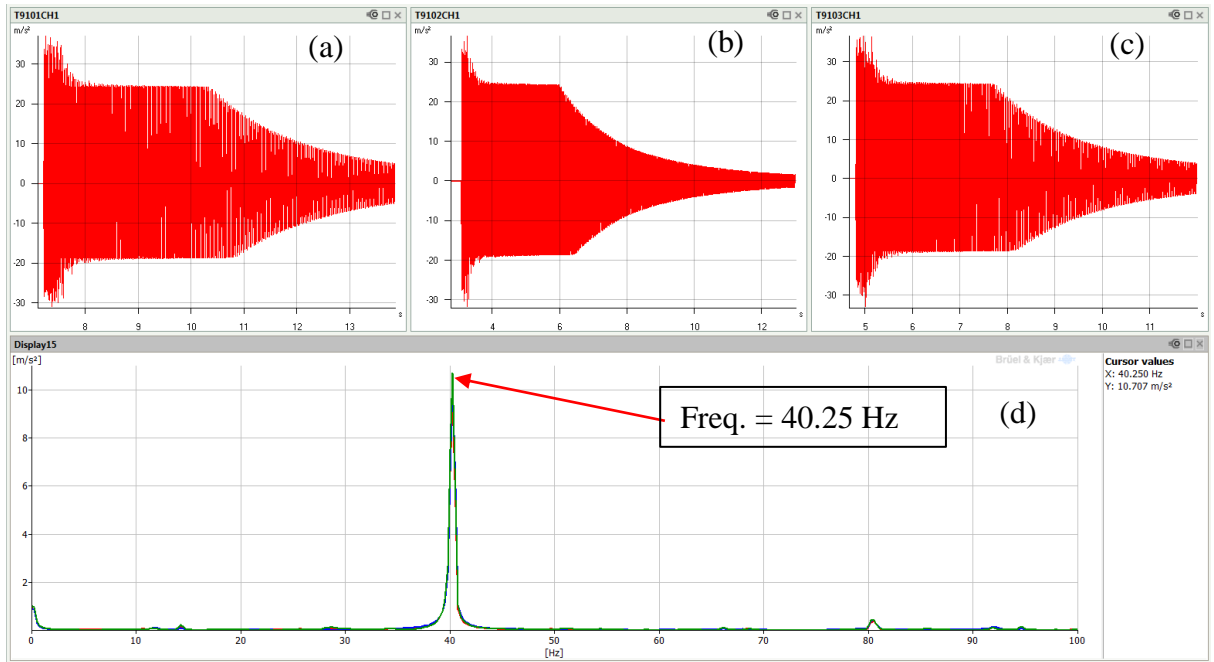 T9101CH1
m/s²
(a)
30
20
10
0
-10
-20
-30
8
9
10
11
12
13
s
T9102CH1
m/s²
(b)
30
20
10
0
-10
-20
-30
4
6
8
10
12
s
T9103CH1
m/s²
(c)
30
20
10
0
-10
-20
-30
5
6
7
8
9
10
11
s
Display15
[m/s²]
10
8
6
4
2
0
10
20
30
40
50
60
70
80
90
100
[Hz]
Freq. = 40.25 Hz
(d)
Brüel & Kjær
Cursor values
X: 40.250 Hz
Y: 10.707 m/s²